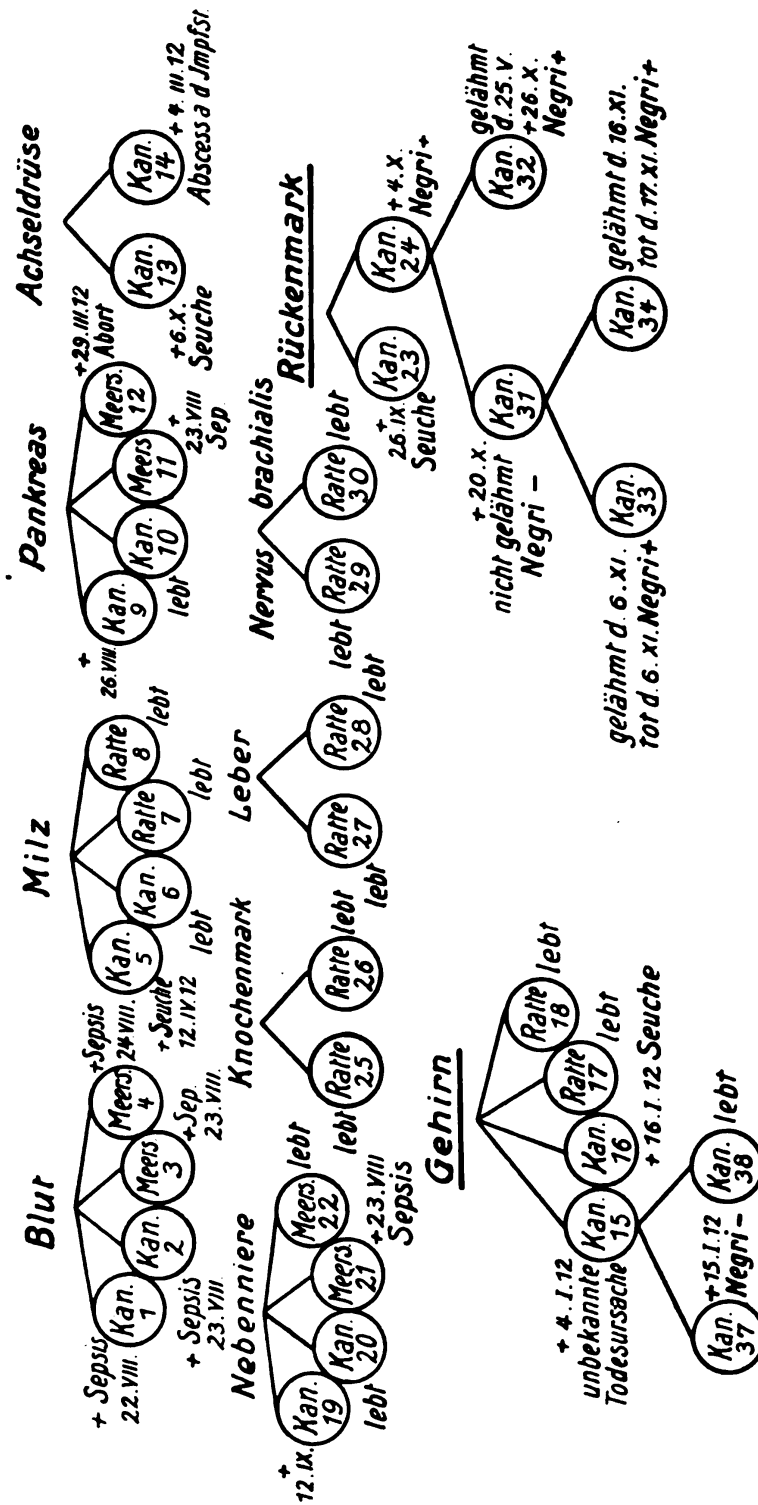 Blut
+ Sepsis
22.VIII.
Kan.
1
Kan.
2
+ Sepsis
23.VIII.
Meers
3
+Sep.
23.VIII.
Meers.
4
+Sepsis
24.VIII.
Milz
Kan.
5
+Seuche
12.IV.12
Kan.
6
lebt
Ratte
7
lebt
Ratte
8
lebt
Pankreas
+
26.VIII.
Kan.
9
Kan.
10
lebt
Meers
11
+
23.VIII
Sep.
Meers.
12
+29.III.12
Abort
Achseldrüse
Kan.
13
+6.X.
Seuche
Kan.
14
+ 4. III. 12
Abscess a d Jmpfst.
Nebenniere
+
12.IX.
Kan.
19
Kan.
20
lebt
Meers.
21
+23.VIII
Sepsis
Meers.
22
lebt
Knochenmark
Ratte
25
lebt
Ratte
26
lebt
Leber
Ratte
27
lebt
Ratte
28
lebt
Nervus brachialis
Ratte
29
lebt
Ratte
30
lebt
Rückenmark
Kan.
23
+
26.IX.
Seuche
Kan.
24
+4.X.
Negri+
Kan.
31
+ 20.X.
nicht gelähmt
Negri –
Kan.
32
gelähmt
d.25.V.
+26.X.
Negri+
Kan.
33
gelähmt d. 6.XI.
tot d. 6.XI.Negri+
Kan.
34
gelähmt d. 16.XI.
tot d.17.XI.Negri+
Gehirn
+ 4.I.12
unbekannte
Todesursache
Kan.
15
Kan.
16
+16.I.12 Seuche
Ratte
17
lebt
Ratte
18
lebt
Kan.
37
+15.I.12
Negri–
Kan.
38
lebt